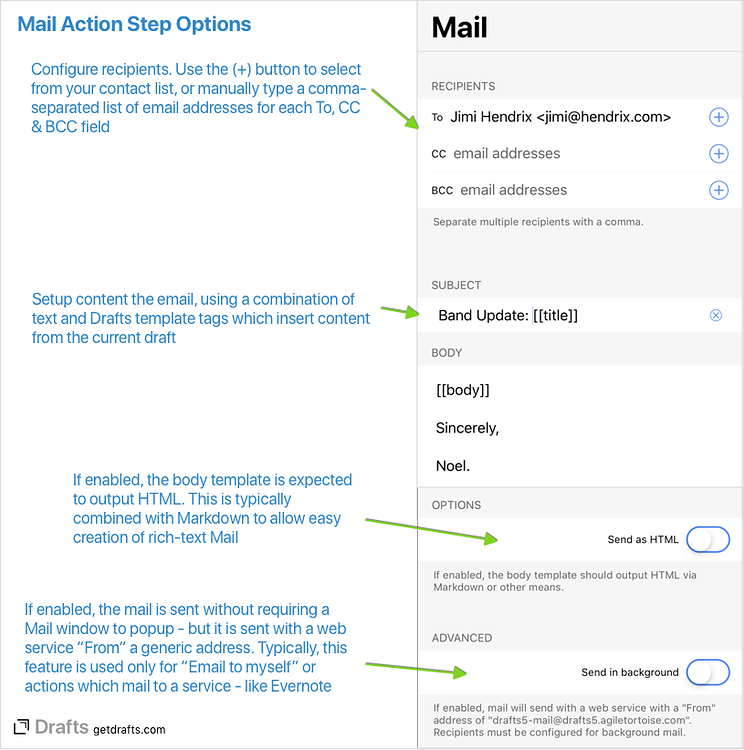 Mail Action Step Options
Configure recipients. Use the (+) button to select
from your contact list, or manually type a comma-
separated list of email addresses for each To, CC
& BCC field
Setup content the email, using a combination of
text and Drafts template tags which insert content
from the current draft
If enabled, the body template is expected
to output HTML. This is typically
combined with Markdown to allow easy
creation of rich-text Mail
If enabled, the mail is sent without requiring a
Mail window to popup - but it is sent with a web
service “From” a generic address. Typically, this
feature is used only for “Email to myself” or
actions which mail to a service - like Evernote
Drafts getdrafts.com
Mail
RECIPIENTS
To Jimi Hendrix <jimi@hendrix.com>
CC email addresses
BCC email addresses
Separate multiple recipients with a comma.
SUBJECT
Band Update: [[title]]
BODY
[[body]]
Sincerely,
Noel.
OPTIONS
Send as HTML
If enabled, the body template should output HTML via
Markdown or other means.
ADVANCED
Send in background
If enabled, mail will send with a web service with a "From"
address of "drafts5-mail@drafts5.agiletortoise.com".
Recipients must be configured for background mail.